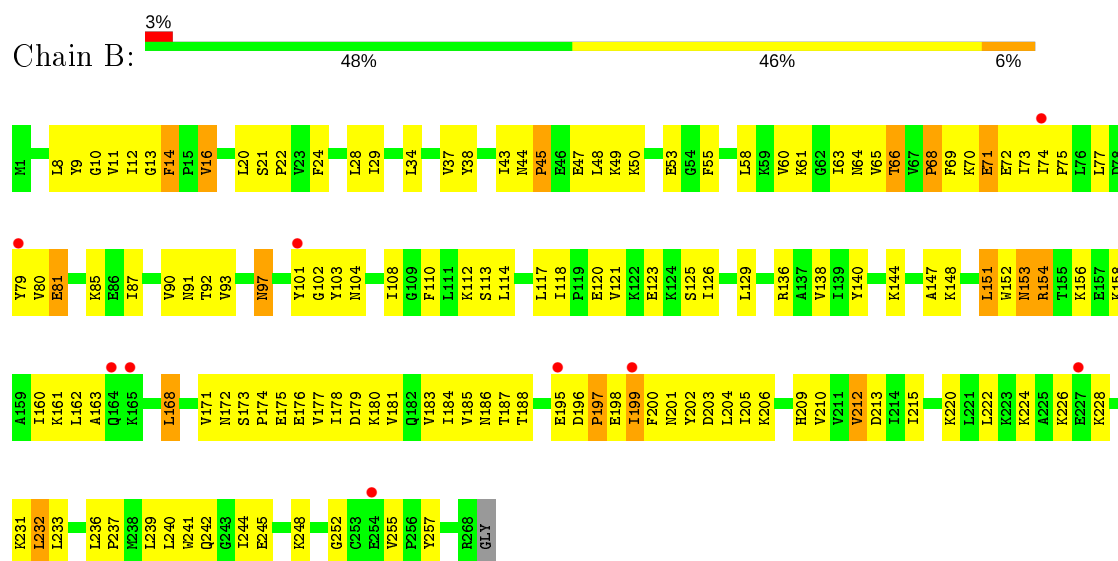 3%
Chain B:
48% 46% 6%
M1 L8 Y9 G10 V11 I12 G13 F14 P15 V16 L20 S21 P22 V23 F24 L28 I29 L34 V37 Y38 I43 N44 P45 E46 E47 L48 K49 K50 E53 G54 F55 L58 K59 V60 K61 G62 I63 N64 V65 T66 V67 P68 F69 K70 E71 E72 I73 I74 P75 L76 L77 D78
Y79 V80 E81 K85 E86 I87 V90 N91 T92 V93 N97 Y101 G102 Y103 N104 I108 G109 F110 L111 K112 S113 L114 L117 I118 P119 E120 V121 K122 E123 K124 S125 I126 L129 R136 A137 V138 I139 Y140 K144 A147 K148 L151 W152 N153 R154 T155 K156 E157 K158
A159 I160 K161 L162 A163 Q164 K165 L168 V171 N172 S173 P174 E175 E176 V177 I178 D179 K180 V181 Q182 V183 I184 V185 N186 T187 T188 E195 D196 P197 E198 I199 F200 N201 Y202 D203 L204 I205 K206 H209 V210 V211 V212 D213 I214 I215 K220 L221 L222 K223 K224 A225 K226 E227 K228
K231 L232 L233 L236 P237 M238 L239 L240 W241 Q242 G243 I244 E245 K248 G252 C253 E254 V255 P256 Y257 R268 GLY